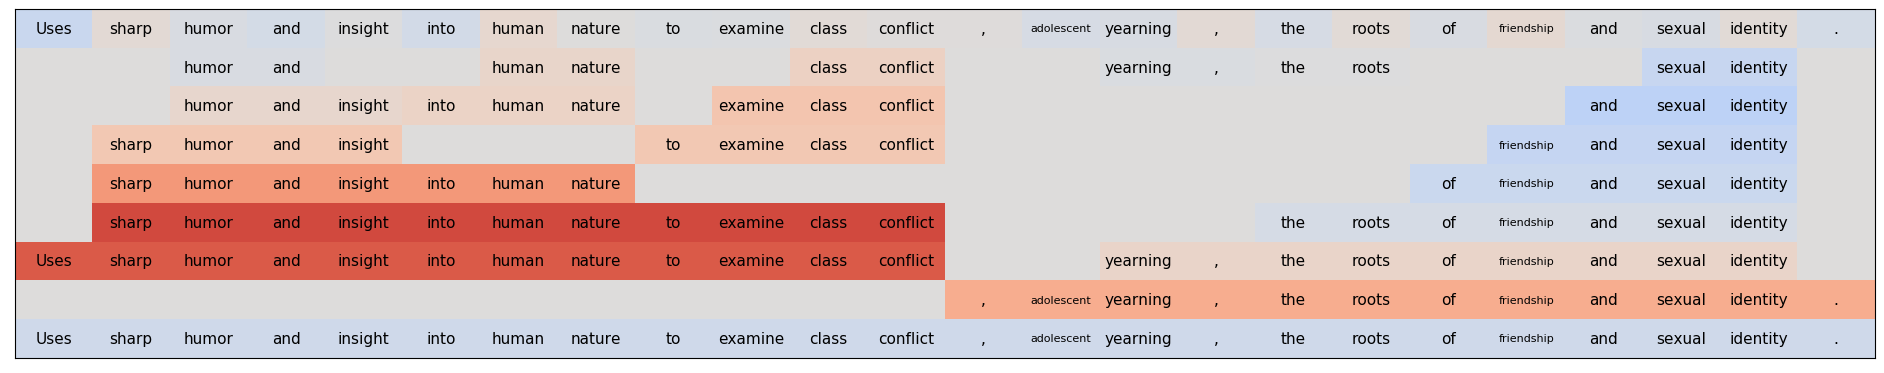 Uses sharp humor and insight into human nature to examine class conflict , adolescent yearning , the roots of friendship and sexual identity .
humor and human nature class conflict yearning , the roots sexual identity
humor and insight into human nature examine class conflict and sexual identity
sharp humor and insight to examine class conflict friendship and sexual identity
sharp humor and insight into human nature of friendship and sexual identity
sharp humor and insight into human nature to examine class conflict the roots of friendship and sexual identity
Uses sharp humor and insight into human nature to examine class conflict yearning , the roots of friendship and sexual identity
, adolescent yearning , the roots of friendship and sexual identity .
Uses sharp humor and insight into human nature to examine class conflict , adolescent yearning , the roots of friendship and sexual identity .